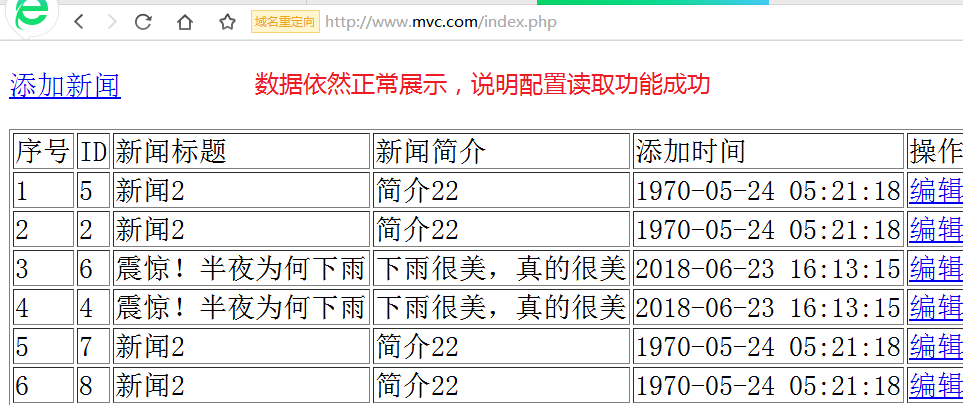 域名重定向 http://www.mvc.com/index.php
添加新闻 数据依然正常展示，说明配置读取功能成功
序号 ID 新闻标题 新闻简介 添加时间 操作
1 5 新闻2 简介22 1970-05-24 05:21:18 编辑
2 2 新闻2 简介22 1970-05-24 05:21:18 编辑
3 6 震惊！半夜为何下雨 下雨很美，真的很美 2018-06-23 16:13:15 编辑
4 4 震惊！半夜为何下雨 下雨很美，真的很美 2018-06-23 16:13:15 编辑
5 7 新闻2 简介22 1970-05-24 05:21:18 编辑
6 8 新闻2 简介22 1970-05-24 05:21:18 编辑